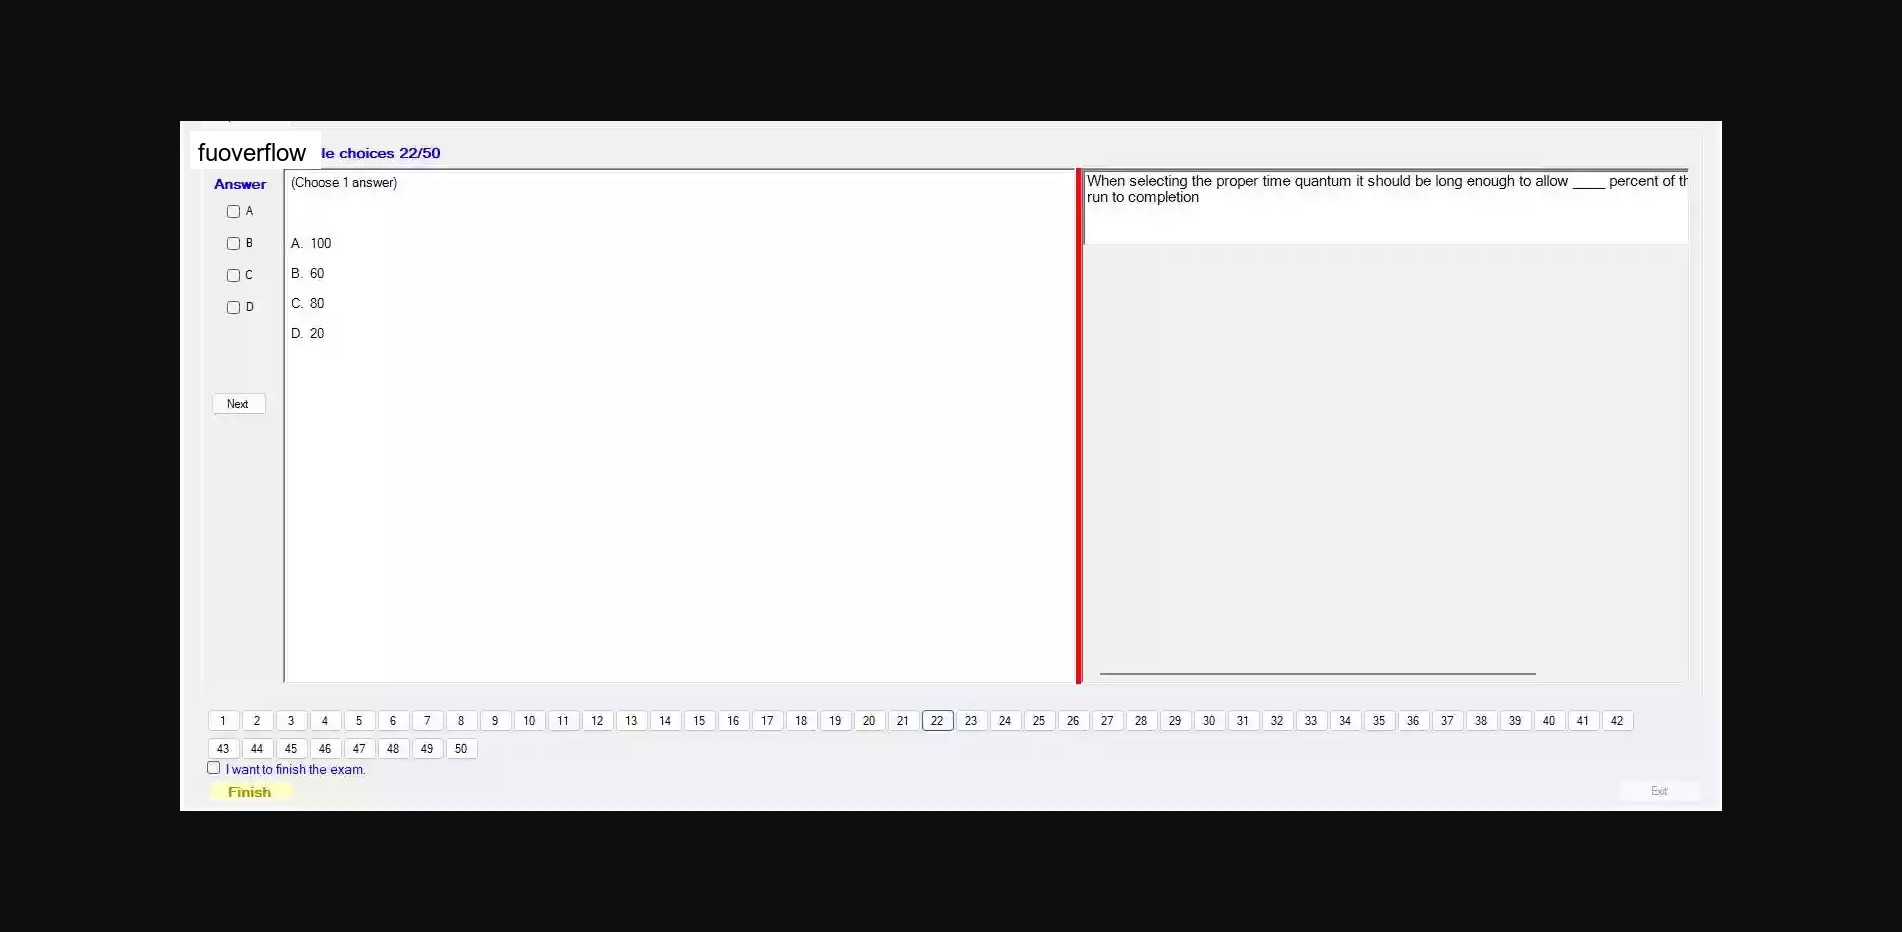 fuoverflow le choices 22/50
Answer
(Choose 1 answer)
When selecting the proper time quantum it should be long enough to allow ____ percent of th
run to completion
A
B
C
D
A. 100
B. 60
C. 80
D. 20
Next
1 2 3 4 5 6 7 8 9 10 11 12 13 14 15 16 17 18 19 20 21 22 23 24 25 26 27 28 29 30 31 32 33 34 35 36 37 38 39 40 41 42
43 44 45 46 47 48 49 50
I want to finish the exam.
Finish
Exit